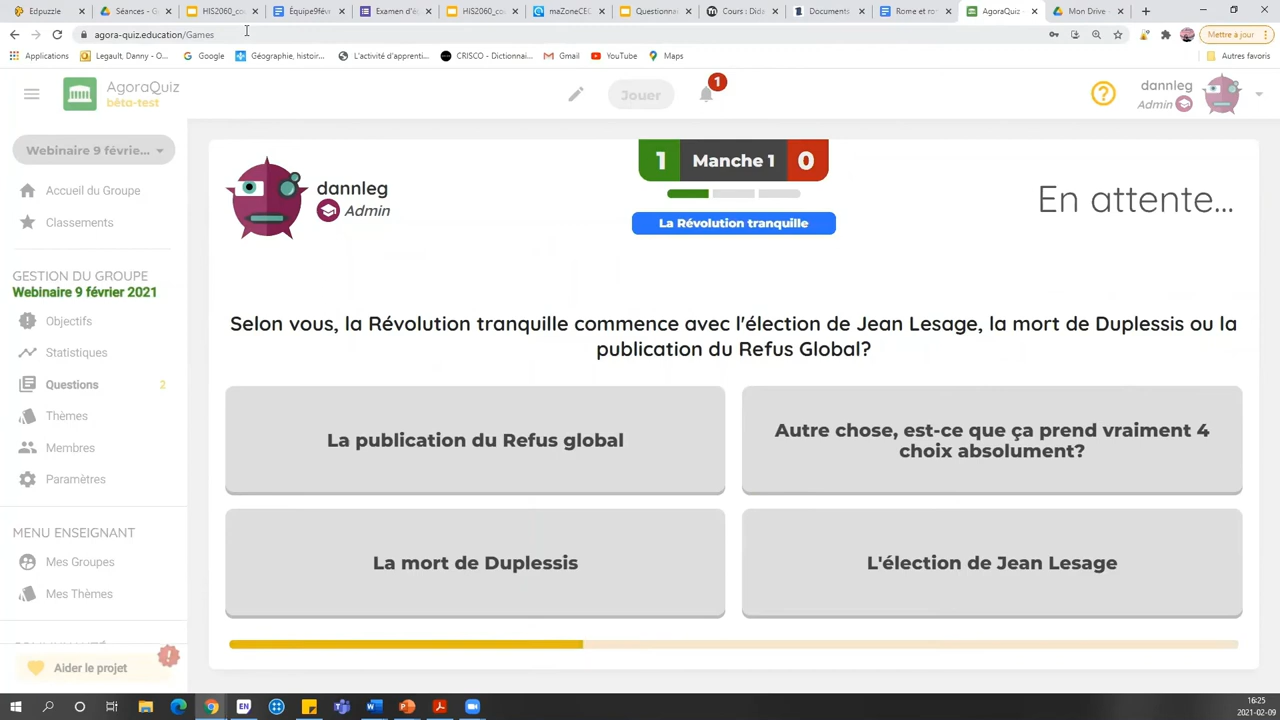 Edpuzzle
Séances - G
HIS2060_co
Équipe9févr
Examen d'é
HIS2060_co
maZoneCEC
Questionna
Cours : Did
Documents
Rome et ro
AgoraQuiz
Mon Drive -
agora-quiz.education/Games
Mettre à jour
Applications
Legault, Danny - O...
Google
Géographie, histoir...
L'activité d'apprenti...
CRISCO - Dictionnai...
Gmail
YouTube
Maps
Autres favoris
AgoraQuiz
bêta-test
Jouer
1
dannleg
Admin
Webinaire 9 févrie...
Accueil du Groupe
Classements
GESTION DU GROUPE
Webinaire 9 février 2021
Objectifs
Statistiques
Questions 2
Thèmes
Membres
Paramètres
MENU ENSEIGNANT
Mes Groupes
Mes Thèmes
Aider le projet
dannleg
Admin
1 Manche 1 0
La Révolution tranquille
En attente...
Selon vous, la Révolution tranquille commence avec l'élection de Jean Lesage, la mort de Duplessis ou la
publication du Refus Global?
La publication du Refus global
Autre chose, est-ce que ça prend vraiment 4
choix absolument?
La mort de Duplessis
L'élection de Jean Lesage
16:25
2021-02-09